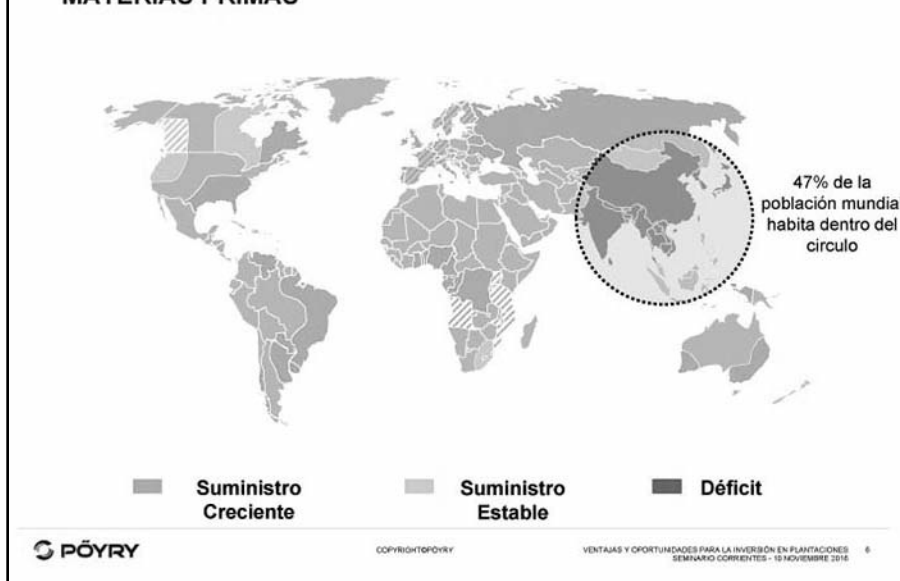 MATERIAS PRIMAS
47% de la
población mundia
habita dentro del
circulo
Suministro
Creciente
Suministro
Estable
Déficit
PÖYRY
COPYRIGHT©PÖYRY
VENTAJAS Y OPORTUNIDADES PARA LA INVERSIÓN EN PLANTACIONES
SEMINARIO CORRIENTES - 10 NOVIEMBRE 2016
6